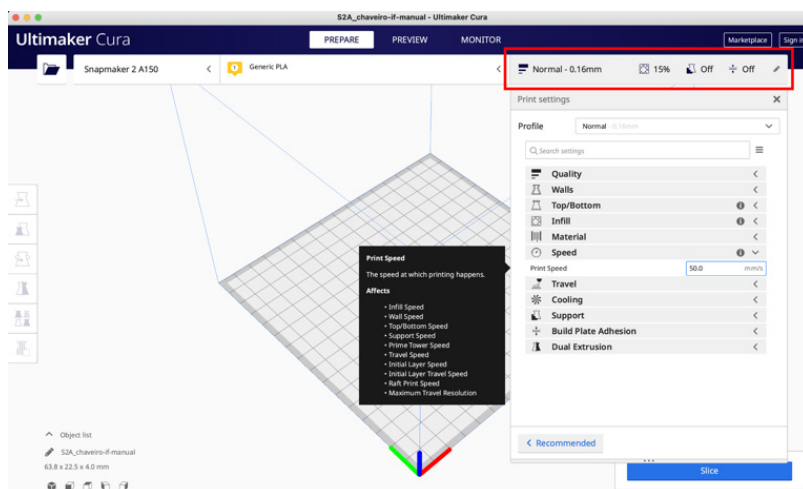 S2A_chaveiro-if-manual - Ultimaker Cura
Ultimaker Cura
PREPARE
PREVIEW
MONITOR
Marketplace
Sign in
Snapmaker 2 A150
Generic PLA
Normal - 0.16mm
15%
Off
Off
Print settings
Profile
Normal 0.16mm
Search settings
Quality
Walls
Top/Bottom
Infill
Material
Speed
Print Speed 50.0 mm/s
Travel
Cooling
Support
Build Plate Adhesion
Dual Extrusion
Print Speed
The speed at which printing happens.
Affects
• Infill Speed
• Wall Speed
• Top/Bottom Speed
• Support Speed
• Prime Tower Speed
• Travel Speed
• Initial Layer Speed
• Initial Layer Travel Speed
• Raft Print Speed
• Maximum Travel Resolution
Recommended
Object list
S2A_chaveiro-if-manual
63.8 x 22.5 x 4.0 mm
Slice